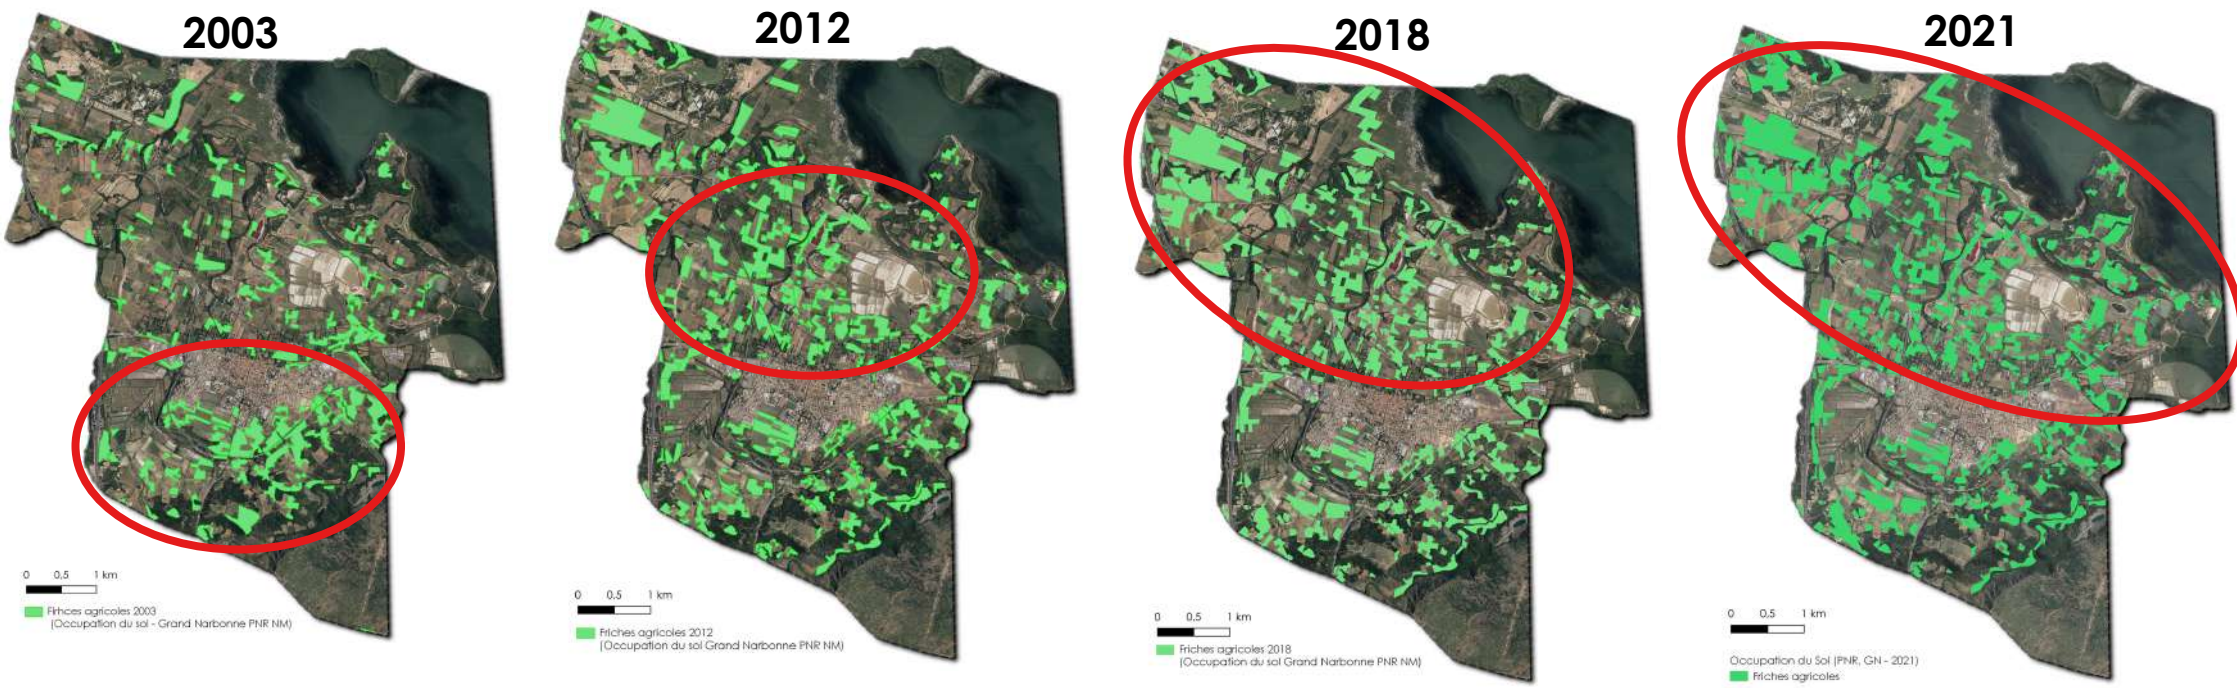 2003
2012
2018
2021
0 0,5 1 km
Firhces agricoles 2003
(Occupation du sol - Grand Narbonne PNR NM)
0 0,5 1 km
Friches agricoles 2012
(Occupation du sol Grand Narbonne PNR NM)
0 0,5 1 km
Friches agricoles 2018
(Occupation du sol Grand Narbonne PNR NM)
0 0,5 1 km
Occupation du Sol (PNR, GN - 2021)
Friches agricoles